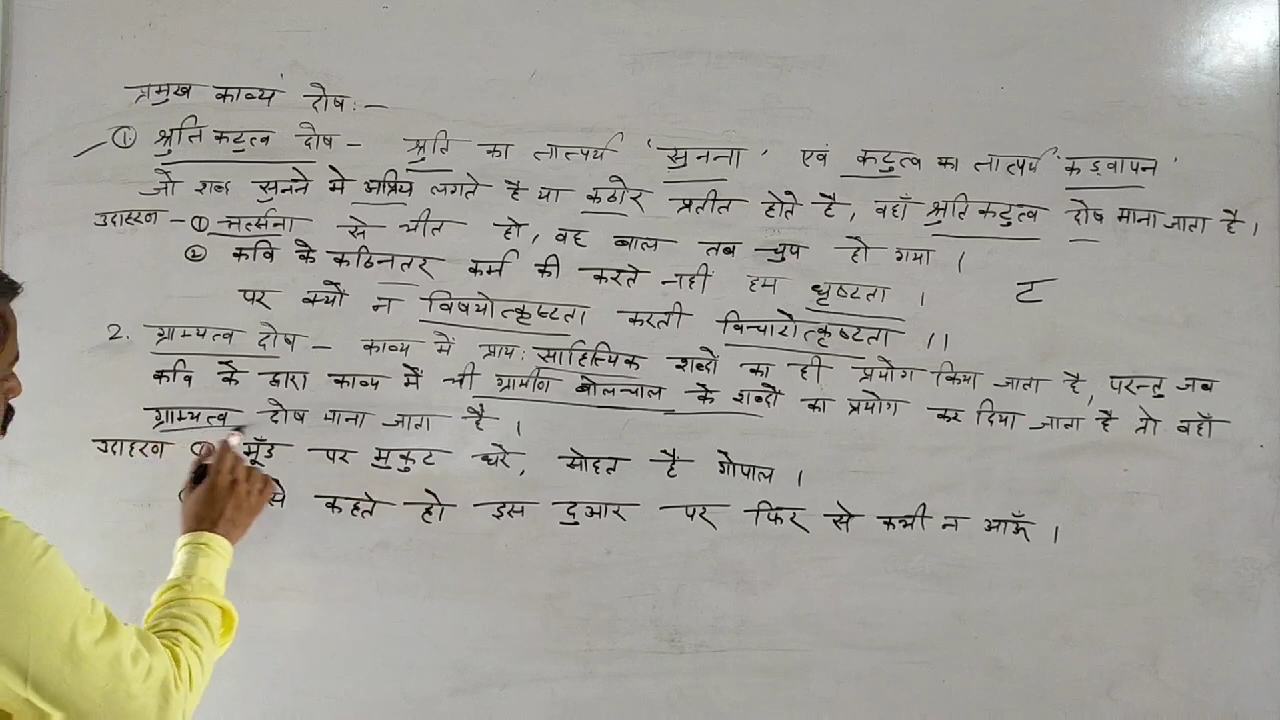 प्रमुख काव्य दोष :-
① श्रुतिकटुत्व दोष - श्रुति का तात्पर्य 'सुनना' एवं कटुत्व का तात्पर्य 'कड़वापन'
जो शब्द सुनने में अप्रिय लगते है या कठोर प्रतीत होते है, वहाँ श्रुतिकटुत्व दोष माना जाता है।
उदाहरण - ① भर्त्सना से भीत हो, वह बाल तब चुप हो गया।
② कवि के कठिनतर कर्म की करते नहीं हम धृष्टता।
ट
पर क्यों न विषयोत्कृष्टता करती विचारोत्कृष्टता।।
2. ग्राम्यत्व दोष - काव्य में प्रायः साहित्यिक शब्दों का ही प्रयोग किया जाता है, परन्तु जब
कवि के द्वारा काव्य में भी ग्रामीण बोलचाल के शब्दों का प्रयोग कर दिया जाता है तो वहाँ
ग्राम्यत्व दोष माना जाता है।
उदाहरण ① मूँड पर मुकुट धरे, सोहत है गोपाल।
से कहते हो इस दुआर पर फिर से कभी न आऊँ।